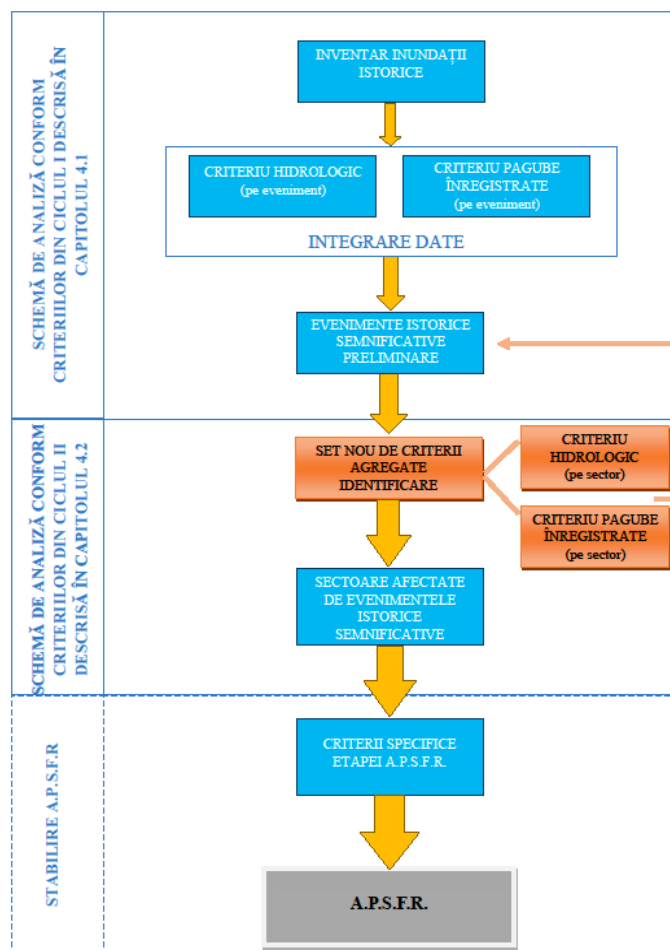 SCHEMĂ DE ANALIZĂ CONFORM
CRITERIILOR DIN CICLUL I DESCRISĂ ÎN
CAPITOLUL 4.1
INVENTAR INUNDAȚII
ISTORICE
CRITERIU HIDROLOGIC
(pe eveniment)
CRITERIU PAGUBE
ÎNREGISTRATE
(pe eveniment)
INTEGRARE DATE
EVENIMENTE ISTORICE
SEMNIFICATIVE
PRELIMINARE
SCHEMĂ DE ANALIZĂ CONFORM
CRITERIILOR DIN CICLUL II
DESCRISĂ ÎN CAPITOLUL 4.2
SET NOU DE CRITERII
AGREGATE
IDENTIFICARE
CRITERIU
HIDROLOGIC
(pe sector)
CRITERIU PAGUBE
ÎNREGISTRATE
(pe sector)
SECTOARE AFECTATE
DE EVENIMENTELE
ISTORICE
SEMNIFICATIVE
STABILIRE A.P.S.F.R
CRITERII SPECIFICE
ETAPEI A.P.S.F.R.
A.P.S.F.R.